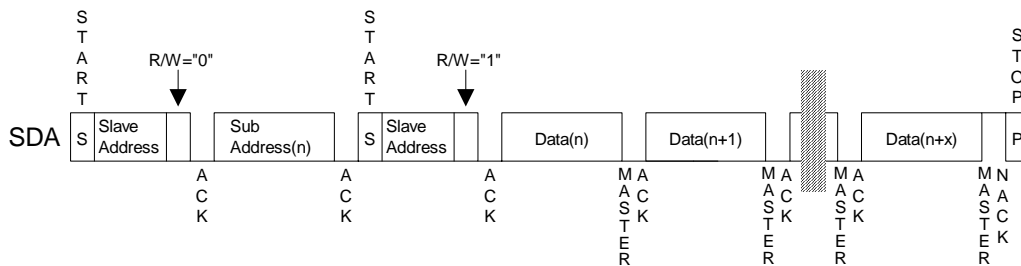 START
START
STOP
R/W="0"
R/W="1"
SDA
S
Slave
Address
Sub
Address(n)
S
Slave
Address
Data(n)
Data(n+1)
Data(n+x)
P
ACK
ACK
ACK
MASTER
ACK
MASTER
ACK
MASTER
ACK
MASTER
NACK